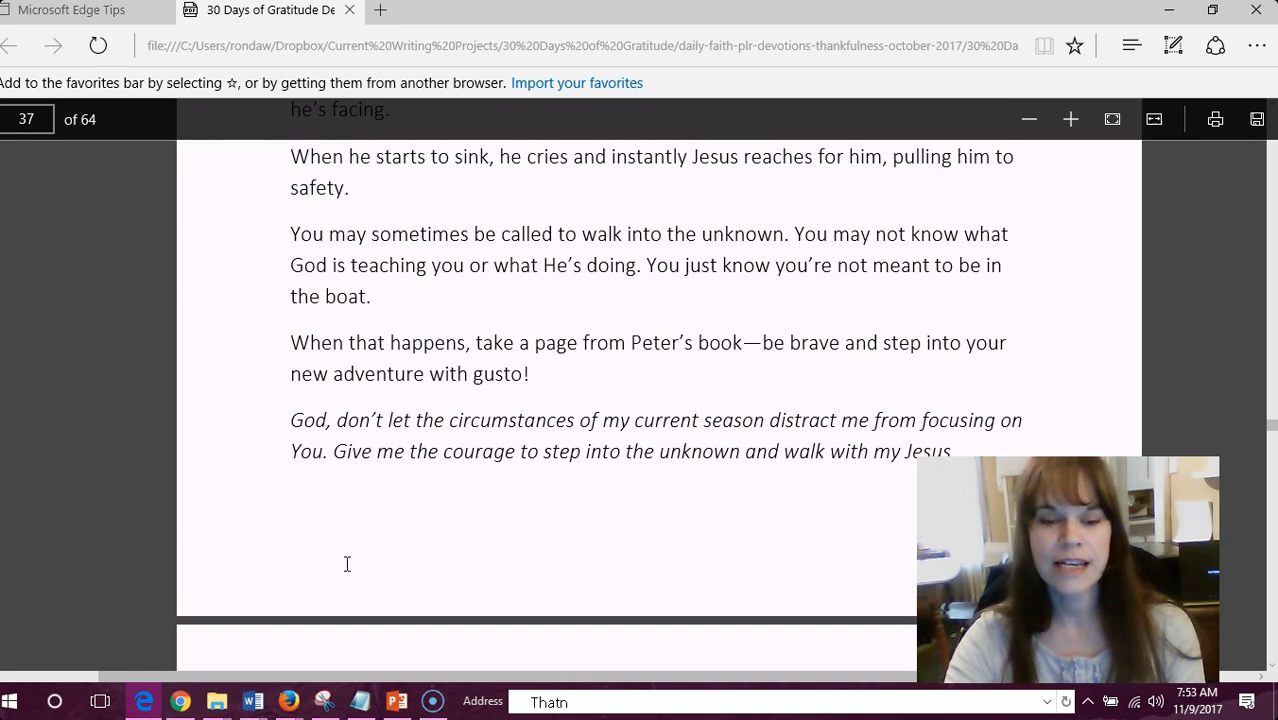 Microsoft Edge Tips
30 Days of Gratitude De
file:///C:/Users/rondaw/Dropbox/Current%20Writing%20Projects/30%20Days%20of%20Gratitude/daily-faith-plr-devotions-thankfulness-october-2017/30%20Da
Add to the favorites bar by selecting ☆, or by getting them from another browser. Import your favorites
he's facing.
37 of 64
When he starts to sink, he cries and instantly Jesus reaches for him, pulling him to
safety.
You may sometimes be called to walk into the unknown. You may not know what
God is teaching you or what He's doing. You just know you're not meant to be in
the boat.
When that happens, take a page from Peter's book—be brave and step into your
new adventure with gusto!
God, don't let the circumstances of my current season distract me from focusing on
You. Give me the courage to step into the unknown and walk with my Jesus
Address Thatn
7:53 AM
11/9/2017